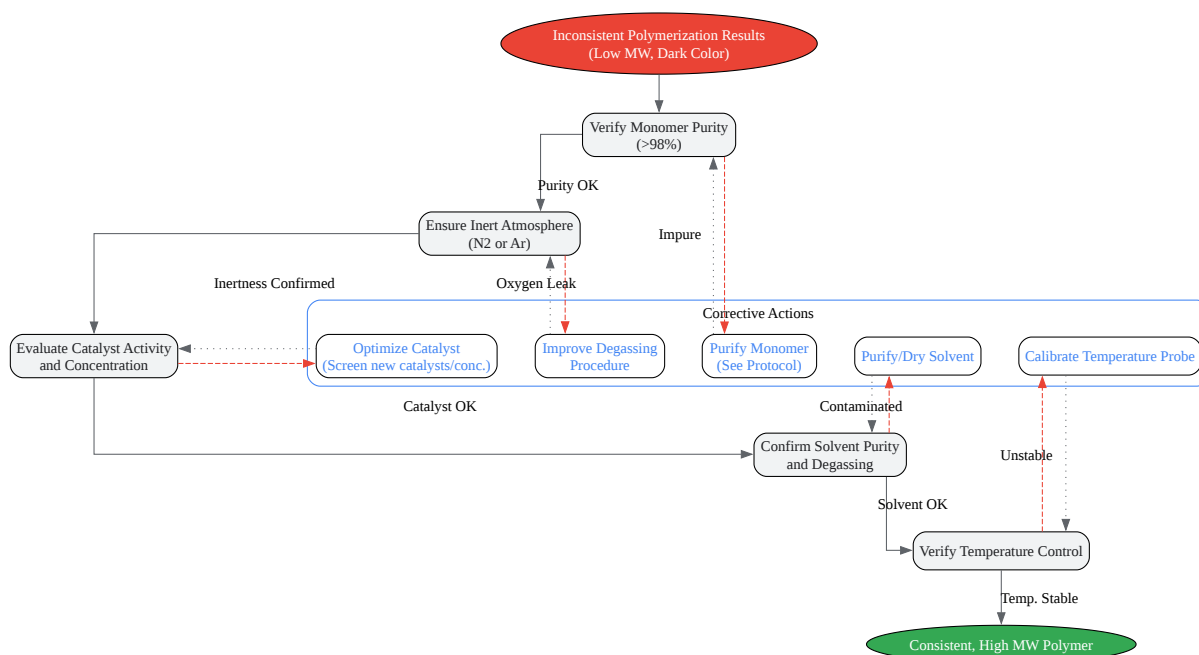 Inconsistent Polymerization Results
(Low MW, Dark Color)
Verify Monomer Purity
(>98%)
Purity OK
Ensure Inert Atmosphere
(N2 or Ar)
Impure
Inertness Confirmed
Oxygen Leak
Corrective Actions
Evaluate Catalyst Activity
and Concentration
Optimize Catalyst
(Screen new catalysts/conc.)
Improve Degassing
Procedure
Purify Monomer
(See Protocol)
Purify/Dry Solvent
Calibrate Temperature Probe
Catalyst OK
Contaminated
Confirm Solvent Purity
and Degassing
Unstable
Solvent OK
Verify Temperature Control
Temp. Stable
Consistent, High MW Polymer